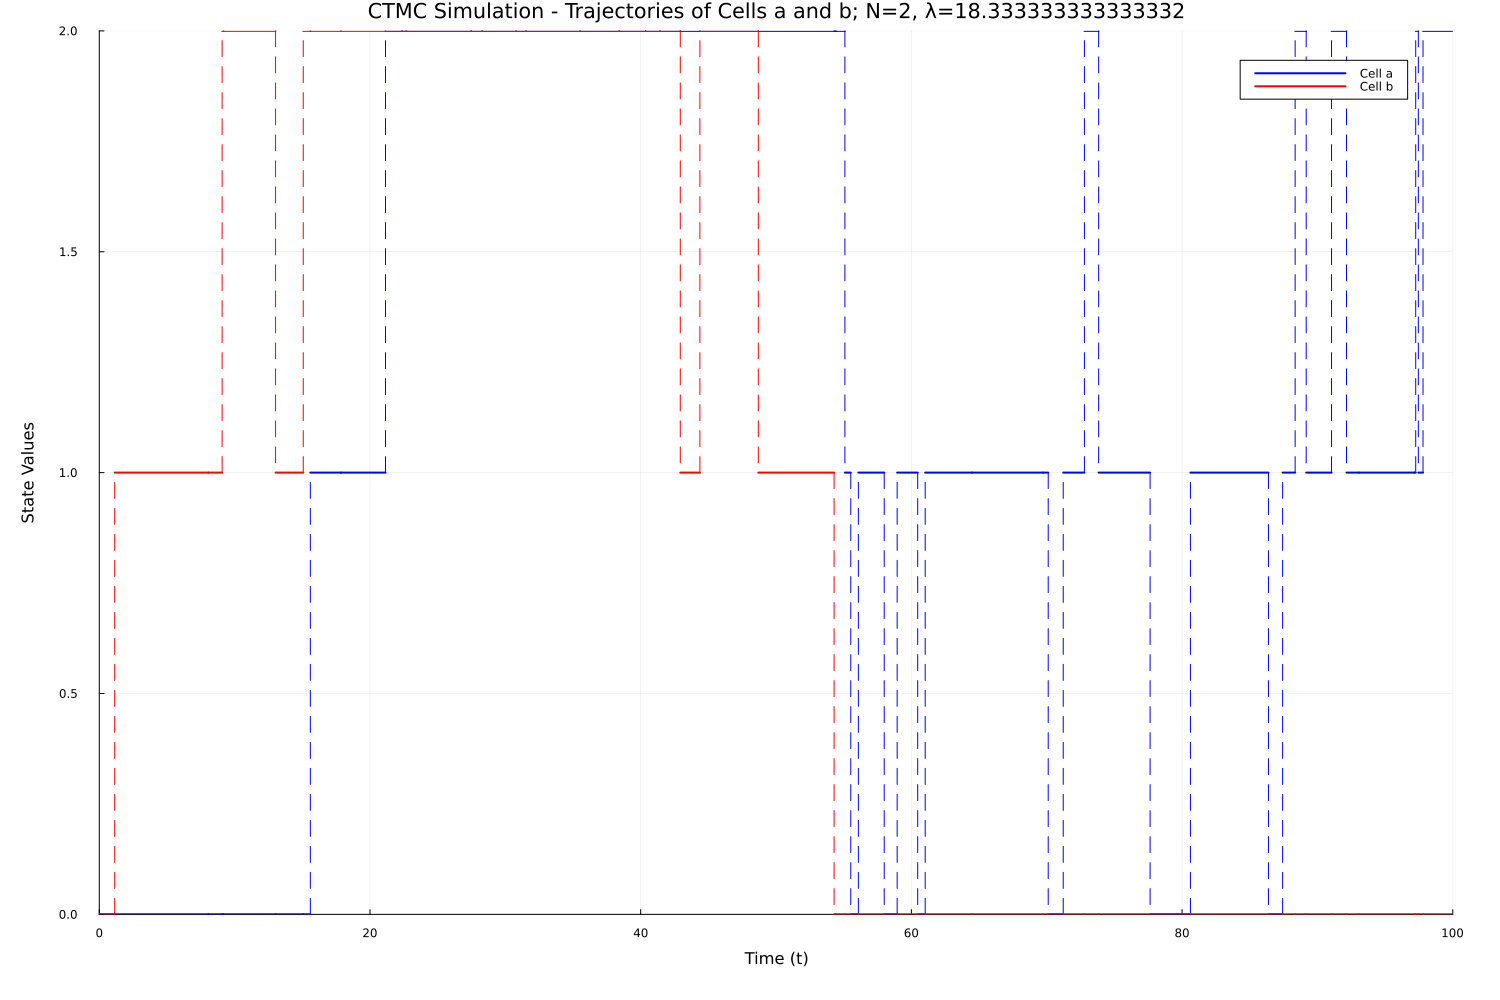 CTMC Simulation - Trajectories of Cells a and b; N=2, λ=18.333333333333332
2.0
Cell a
Cell b
1.5
1.0
State Values
0.5
0.0
0 20 40 60 80 100
Time (t)